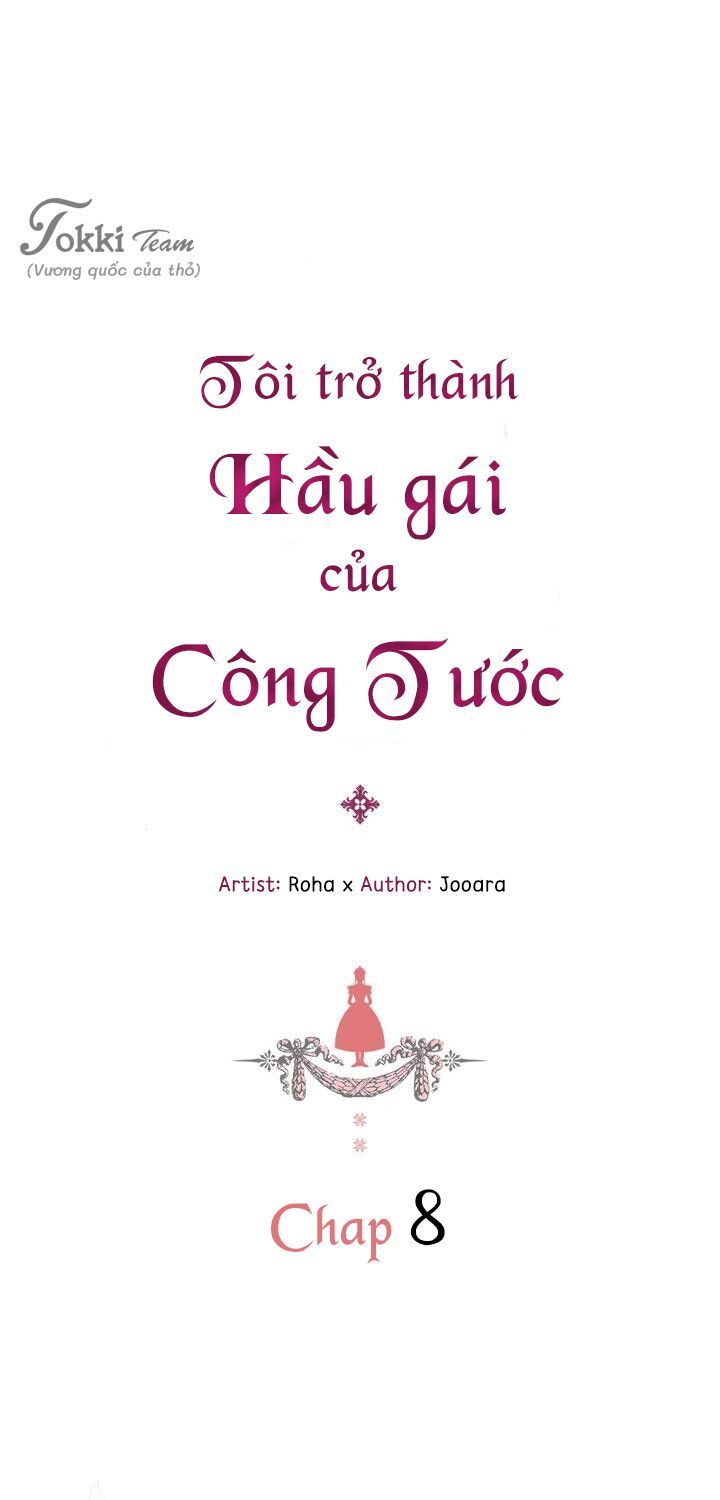 Tokki Team
(Vương quốc của thỏ)
Tôi trở thành
Hầu gái
của
Công Tước
Artist: Roha x Author: Jooara
Chap 8